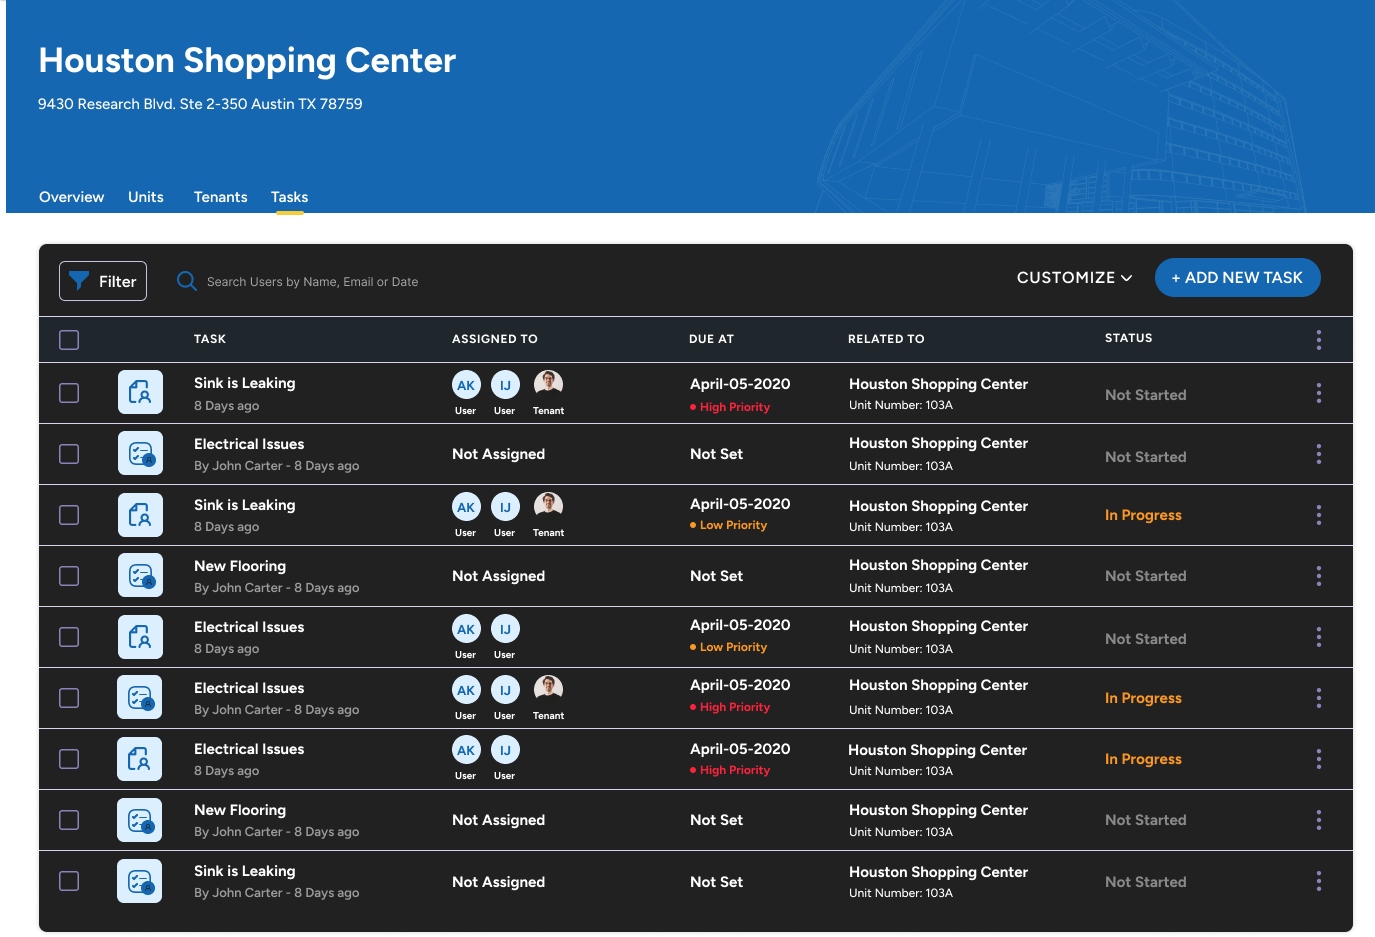 Houston Shopping Center
9430 Research Blvd. Ste 2-350 Austin TX 78759
Overview Units Tenants Tasks
Filter Search Users by Name, Email or Date CUSTOMIZE + ADD NEW TASK
TASK ASSIGNED TO DUE AT RELATED TO STATUS
Sink is Leaking AK IJ April-05-2020 Houston Shopping Center Not Started
8 Days ago User User Tenant High Priority Unit Number: 103A
Electrical Issues Not Assigned Not Set Houston Shopping Center Not Started
By John Carter - 8 Days ago Unit Number: 103A
Sink is Leaking AK IJ April-05-2020 Houston Shopping Center In Progress
8 Days ago User User Tenant Low Priority Unit Number: 103A
New Flooring Not Assigned Not Set Houston Shopping Center Not Started
By John Carter - 8 Days ago Unit Number: 103A
Electrical Issues AK IJ April-05-2020 Houston Shopping Center Not Started
8 Days ago User User Low Priority Unit Number: 103A
Electrical Issues AK IJ April-05-2020 Houston Shopping Center In Progress
By John Carter - 8 Days ago User User Tenant High Priority Unit Number: 103A
Electrical Issues AK IJ April-05-2020 Houston Shopping Center In Progress
8 Days ago User User High Priority Unit Number: 103A
New Flooring Not Assigned Not Set Houston Shopping Center Not Started
By John Carter - 8 Days ago Unit Number: 103A
Sink is Leaking Not Assigned Not Set Houston Shopping Center Not Started
By John Carter - 8 Days ago Unit Number: 103A